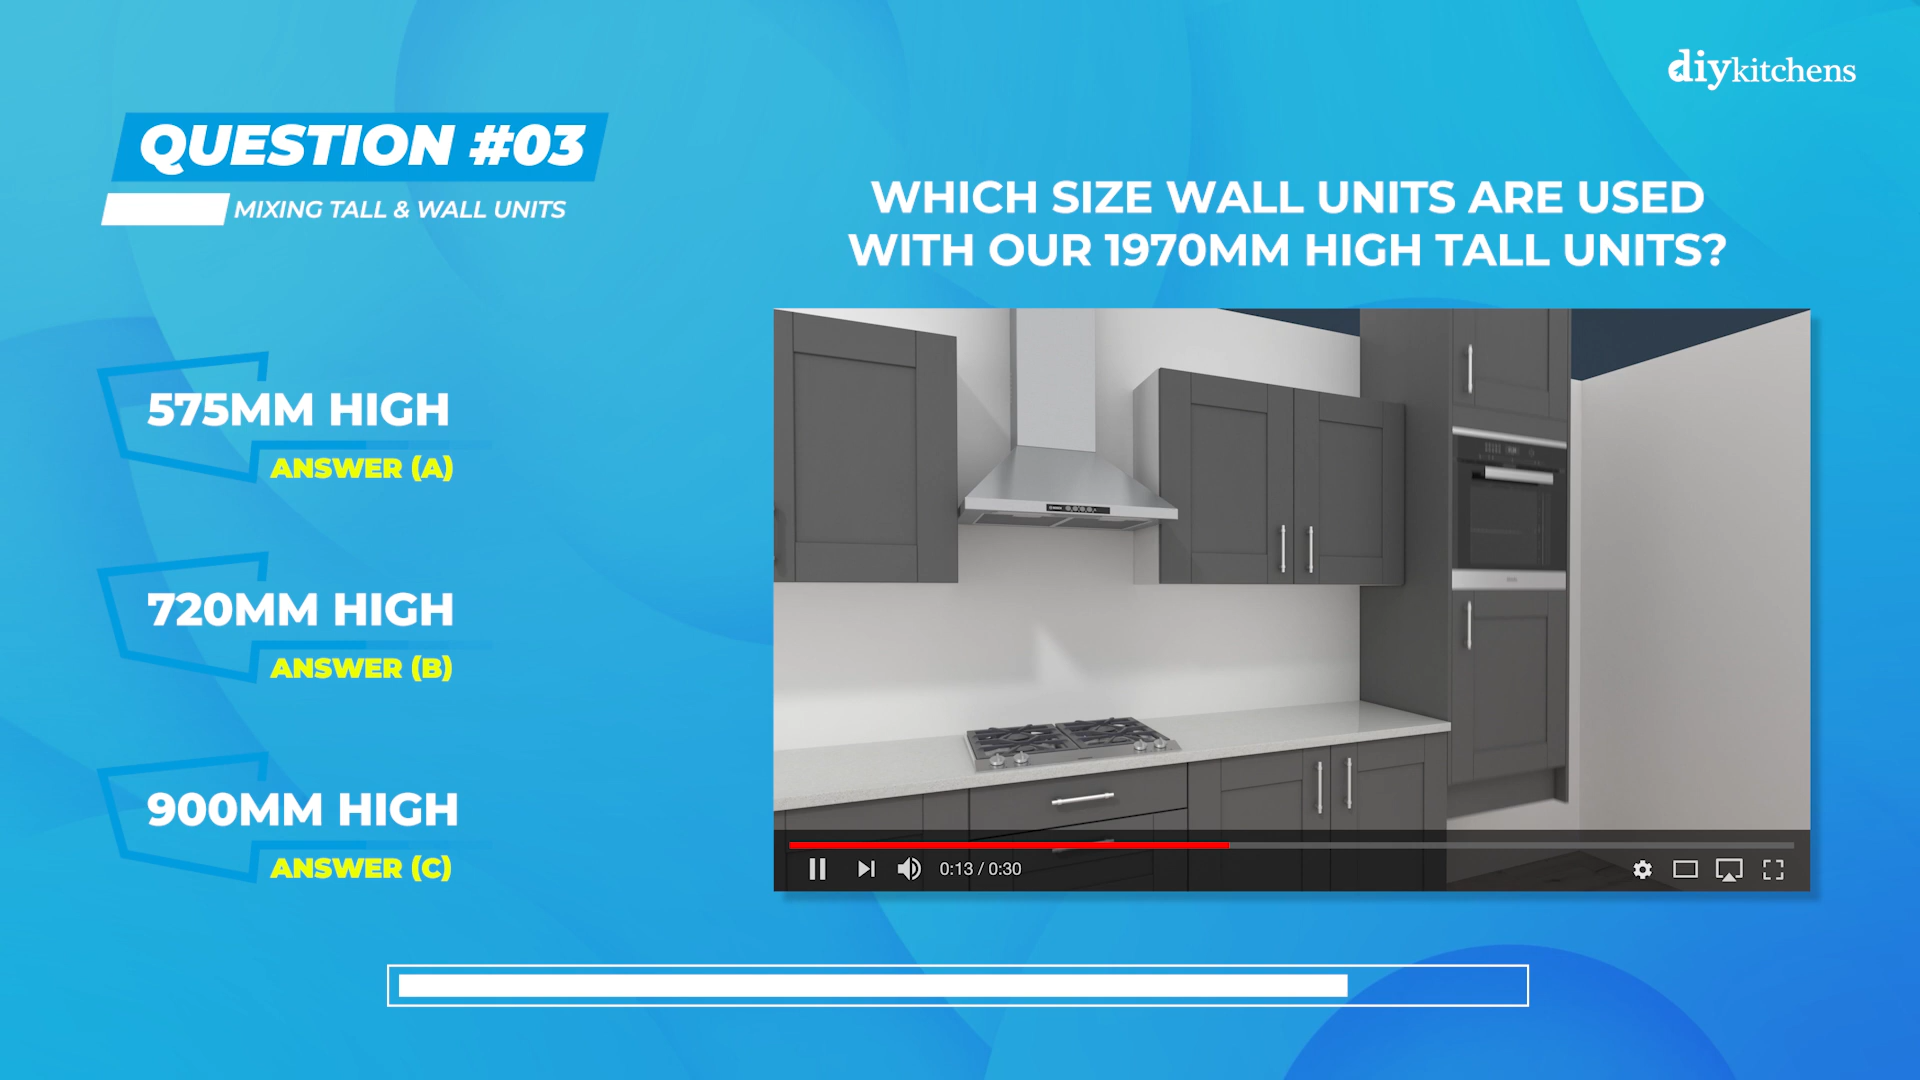 diykitchens
QUESTION #03
MIXING TALL & WALL UNITS
WHICH SIZE WALL UNITS ARE USED
WITH OUR 1970MM HIGH TALL UNITS?
575MM HIGH
ANSWER (A)
720MM HIGH
ANSWER (B)
900MM HIGH
ANSWER (C)
0:13 / 0:30